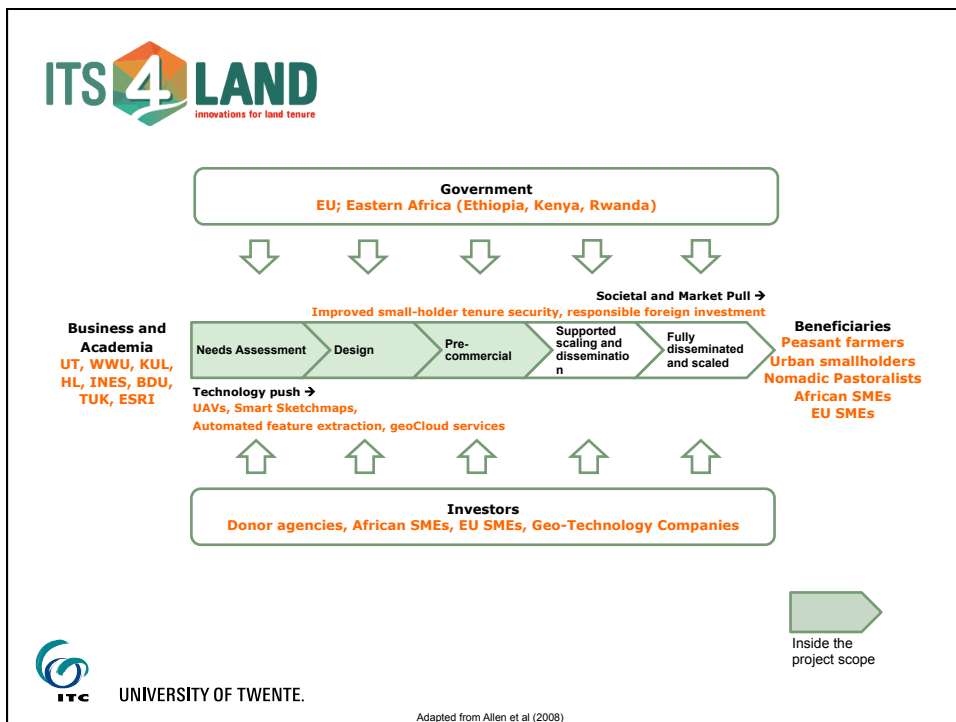 ITS 4 LAND
innovations for land tenure
Government
EU; Eastern Africa (Ethiopia, Kenya, Rwanda)
Societal and Market Pull →
Improved small-holder tenure security, responsible foreign investment
Business and
Academia
UT, WWU, KUL,
HL, INES, BDU,
TUK, ESRI
Needs Assessment
Design
Pre-
commercial
Supported
scaling and
disseminatio
n
Fully
disseminated
and scaled
Beneficiaries
Peasant farmers
Urban smallholders
Nomadic Pastoralists
African SMEs
EU SMEs
Technology push →
UAVs, Smart Sketchmaps,
Automated feature extraction, geoCloud services
Investors
Donor agencies, African SMEs, EU SMEs, Geo-Technology Companies
Inside the
project scope
ITC
UNIVERSITY OF TWENTE.
Adapted from Allen et al (2008)